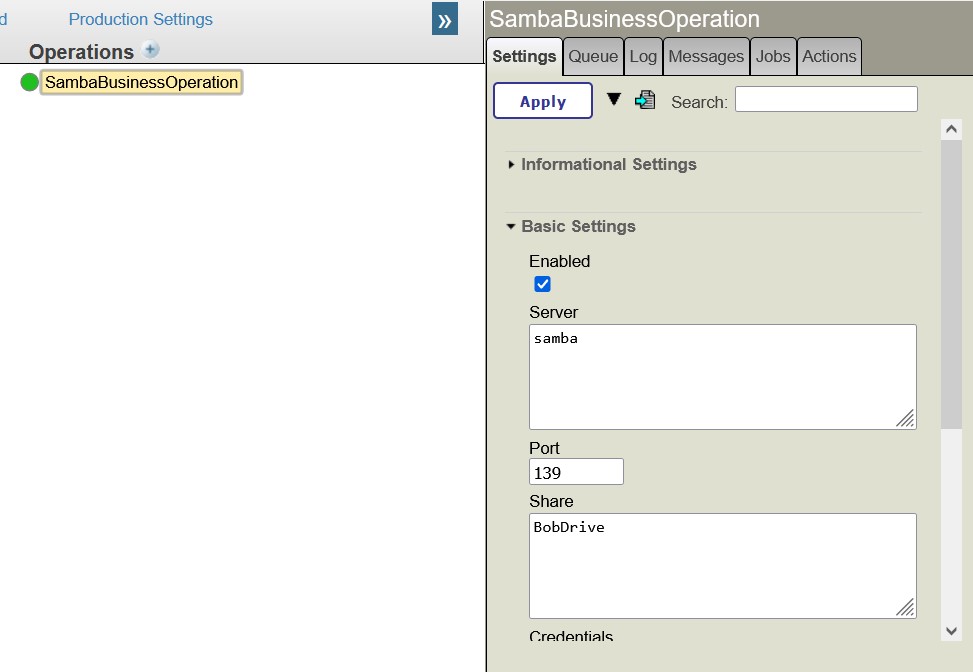 d
Production Settings
»
Operations +
SambaBusinessOperation
SambaBusinessOperation
Settings Queue Log Messages Jobs Actions
Apply Search:
Informational Settings
Basic Settings
Enabled
Server
samba
Port
139
Share
BobDrive
Credentials